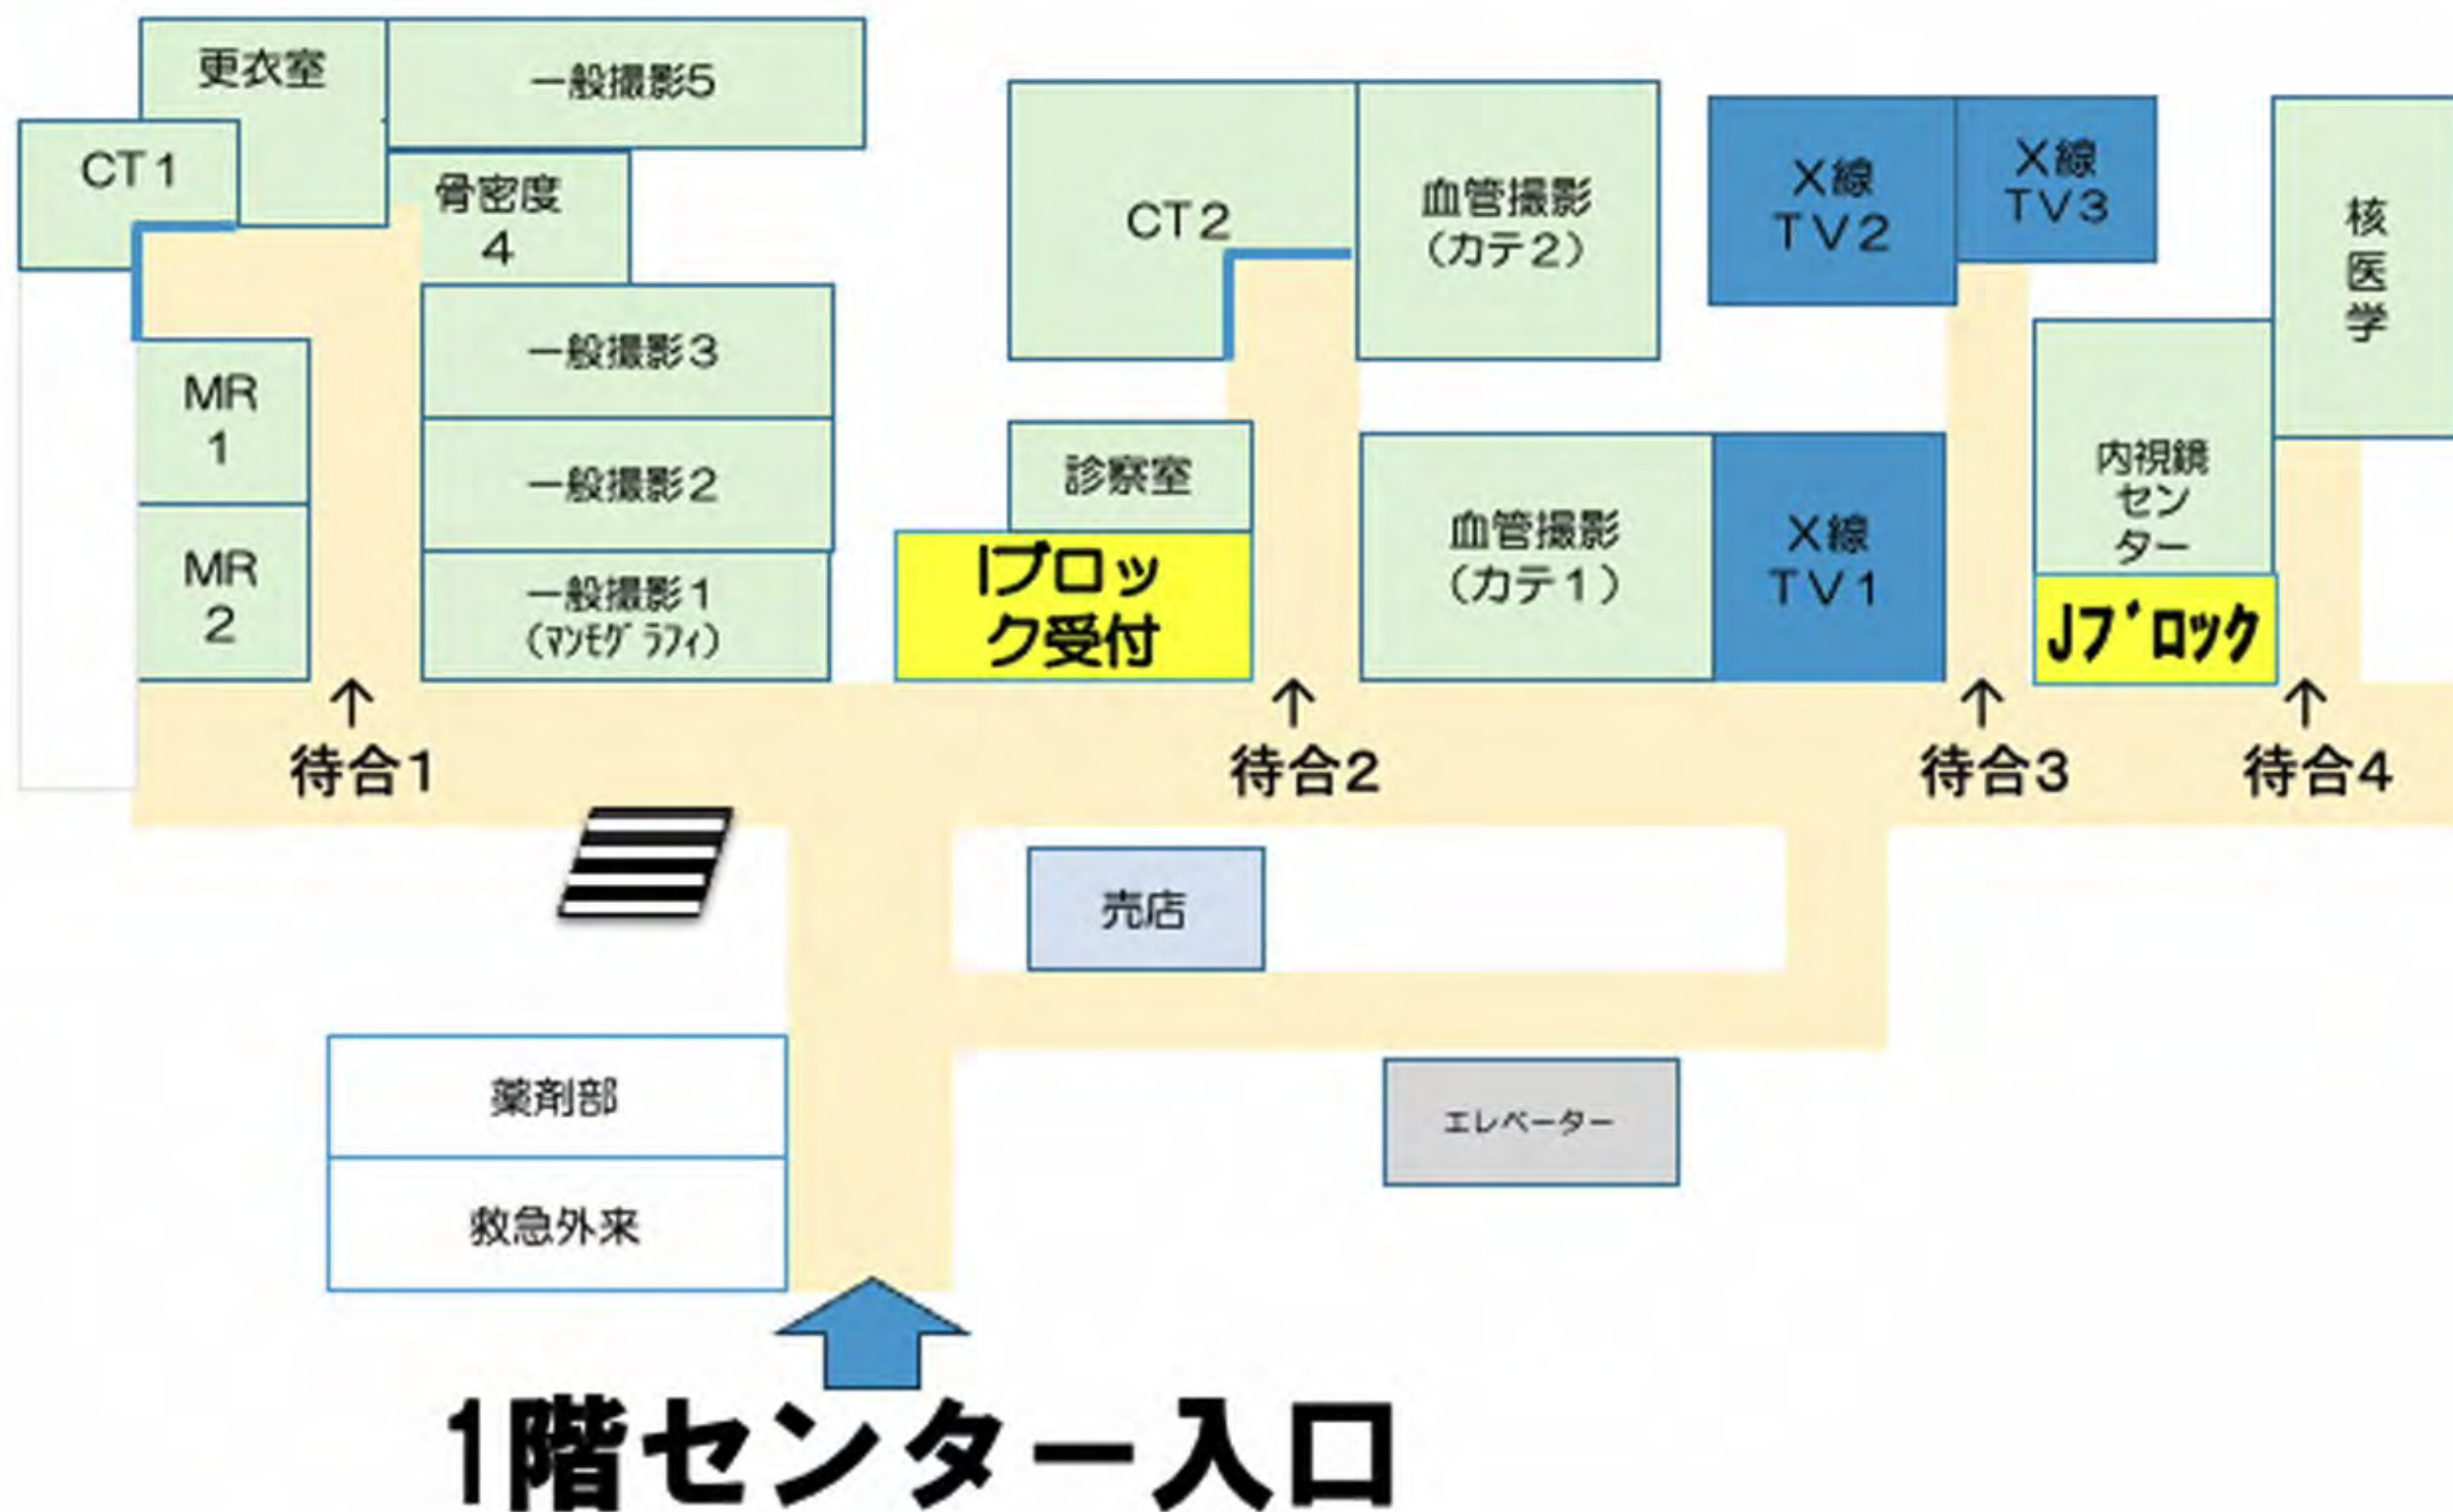 更衣室
一般撮影5
CT1
骨密度
4
一般撮影3
MR
1
一般撮影2
MR
2
一般撮影1
(ﾏﾝﾓｸﾞﾗﾌｨ)
CT2
血管撮影
(カテ2)
X線
TV2
X線
TV3
核
医
学
診察室
Iブロッ
ク受付
血管撮影
(カテ1)
X線
TV1
内視鏡
セン
ター
Jブロック
↑
待合1
↑
待合2
↑
待合3
↑
待合4
売店
薬剤部
救急外来
エレベーター
1階センター入口